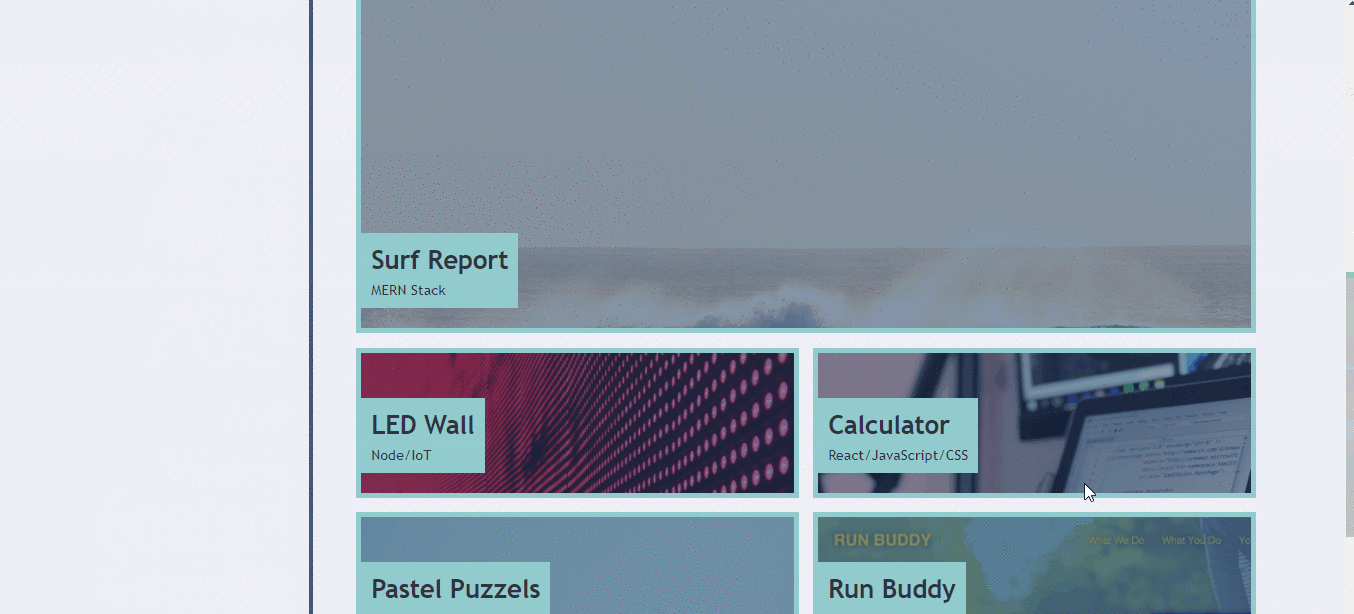 Surf Report
MERN Stack
LED Wall
Node/IoT
Calculator
React/JavaScript/CSS
Pastel Puzzels
RUN BUDDY
What We Do What You Do Yo
Run Buddy